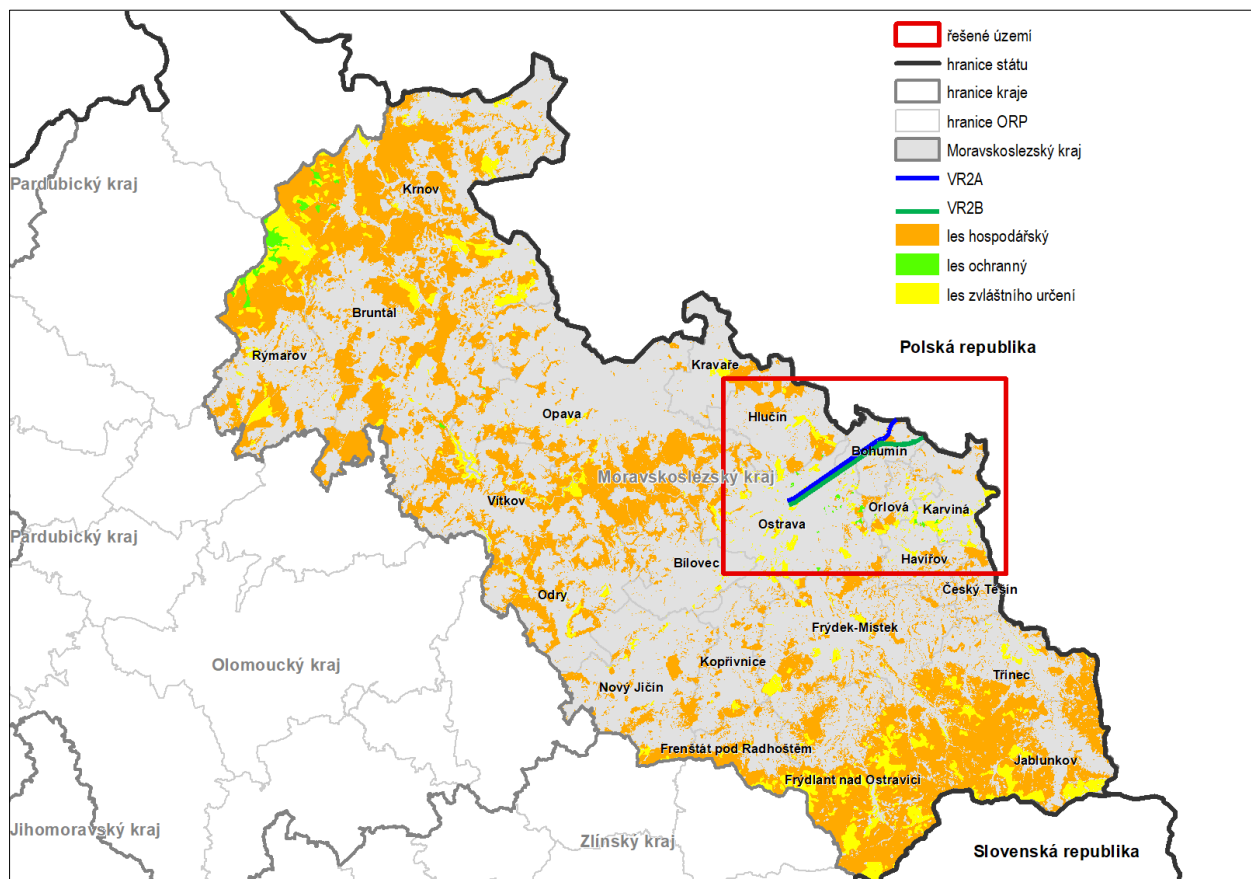 řešené území
hranice státu
hranice kraje
hranice ORP
Moravskoslezský kraj
VR2A
VR2B
les hospodářský
les ochranný
les zvláštního určení
Pardubický kraj
Krnov
Bruntál
Rýmařov
Polská republika
Kravaře
Opava
Hlučín
Bohumín
Moravskoslezský kraj
Vítkov
Orlová
Karviná
Ostrava
Pardubický kraj
Bílovec
Havířov
Český Těšín
Odry
Frýdek-Místek
Olomoucký kraj
Kopřivnice
Třinec
Nový Jičín
Frenštát pod Radhoštěm
Jablunkov
Frýdlant nad Ostravicí
Jihomoravský kraj
Zlínský kraj
Slovenská republika